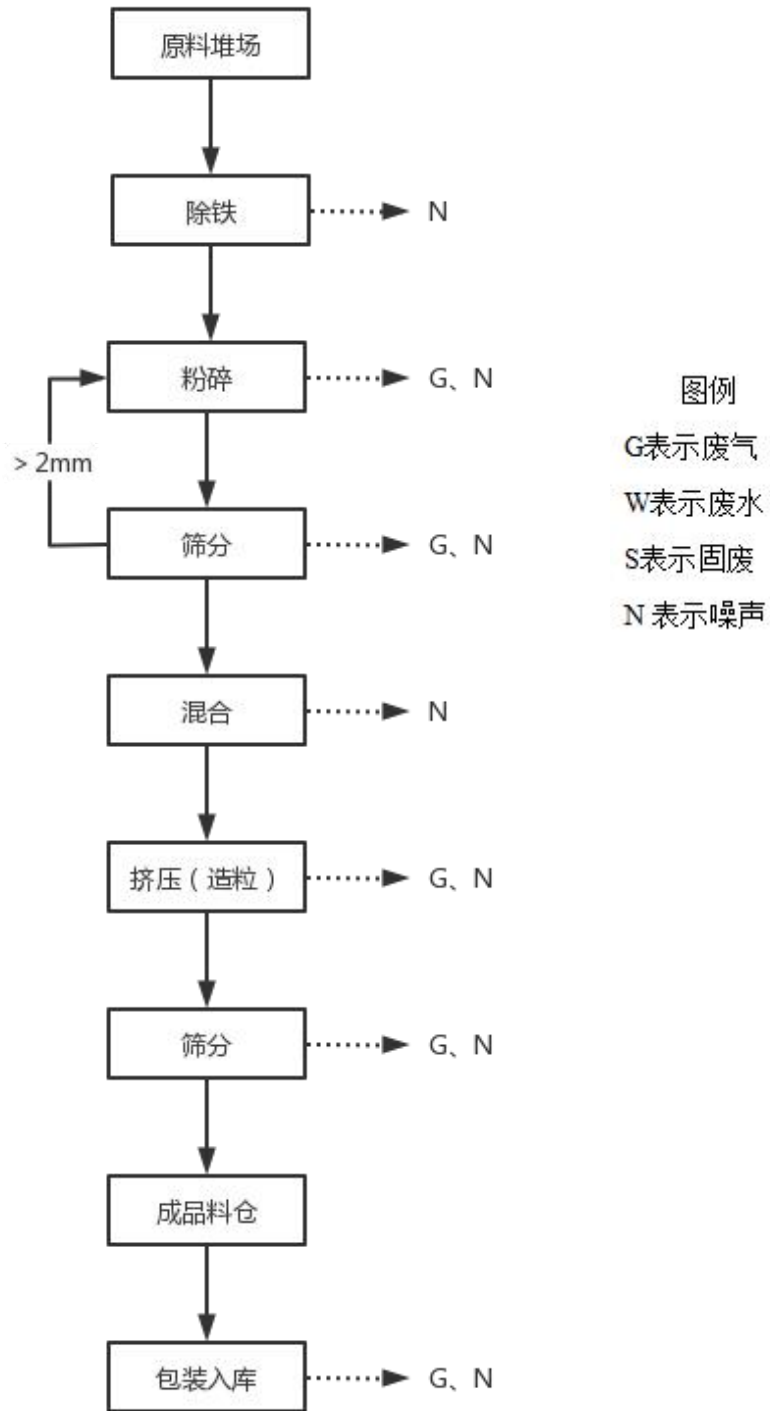 原料堆场
除铁
N
粉碎
G、N
> 2mm
筛分
G、N
混合
N
挤压（造粒）
G、N
筛分
G、N
成品料仓
包装入库
G、N
图例
G表示废气
W表示废水
S表示固废
N 表示噪声